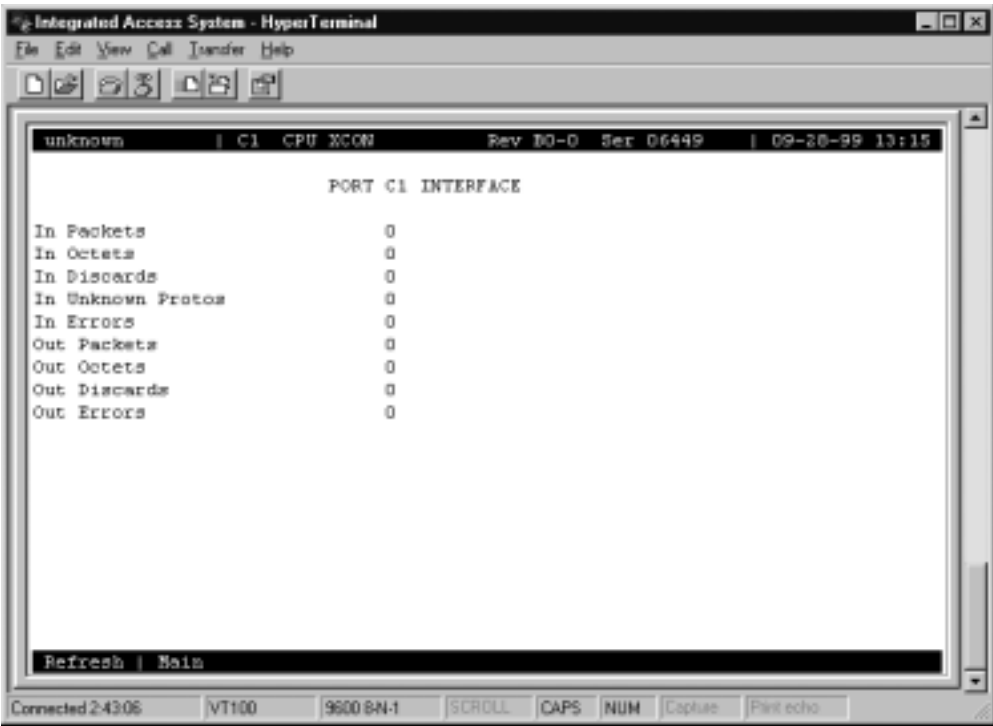 Integrated Access System - HyperTerminal
File Edit View Call Transfer Help
unknown | C1 CPU XCON Rev B0-0 Ser 06449 | 09-28-99 13:15
PORT C1 INTERFACE
In Packets 0
In Octets 0
In Discards 0
In Unknown Protos 0
In Errors 0
Out Packets 0
Out Octets 0
Out Discards 0
Out Errors 0
Refresh | Main
Connected 2:43:06 VT100 9600 8-N-1 SCROLL CAPS NUM Capture Print echo